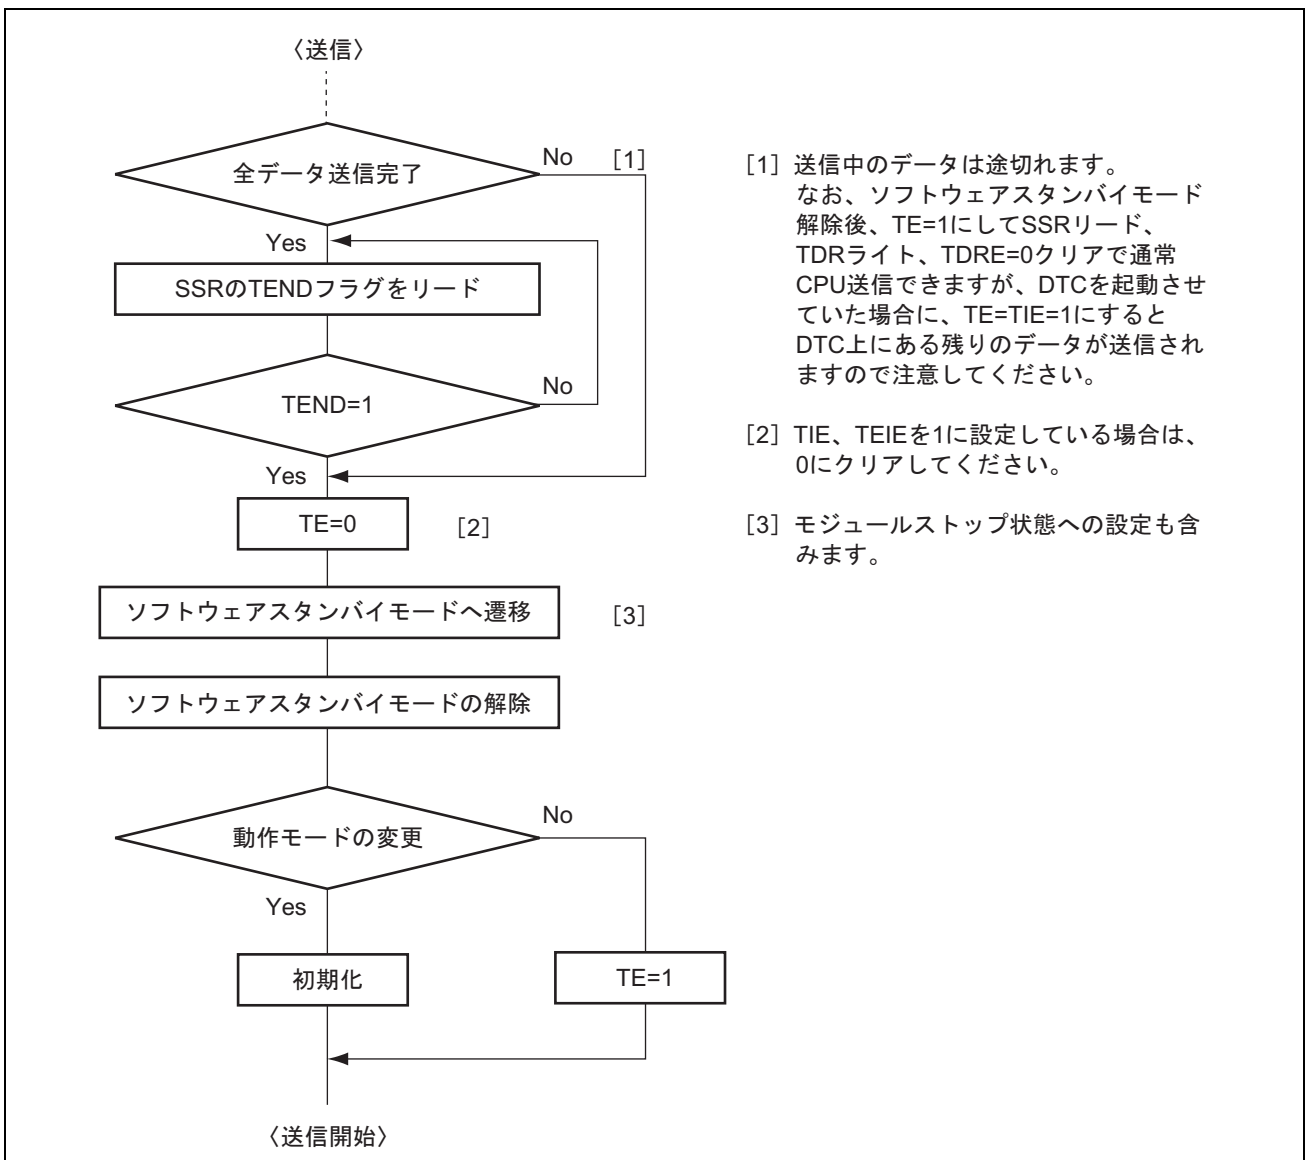 〈送信〉
全データ送信完了
No
[1]
Yes
SSRのTENDフラグをリード
TEND=1
No
Yes
TE=0
[2]
ソフトウェアスタンバイモードへ遷移
[3]
ソフトウェアスタンバイモードの解除
動作モードの変更
No
Yes
初期化
TE=1
〈送信開始〉
[1] 送信中のデータは途切れます。
なお、ソフトウェアスタンバイモード
解除後、TE=1にしてSSRリード、
TDRライト、TDRE=0クリアで通常
CPU送信できますが、DTCを起動させ
ていた場合に、TE=TIE=1にすると
DTC上にある残りのデータが送信され
ますので注意してください。
[2] TIE、TEIEを1に設定している場合は、
0にクリアしてください。
[3] モジュールストップ状態への設定も含
みます。